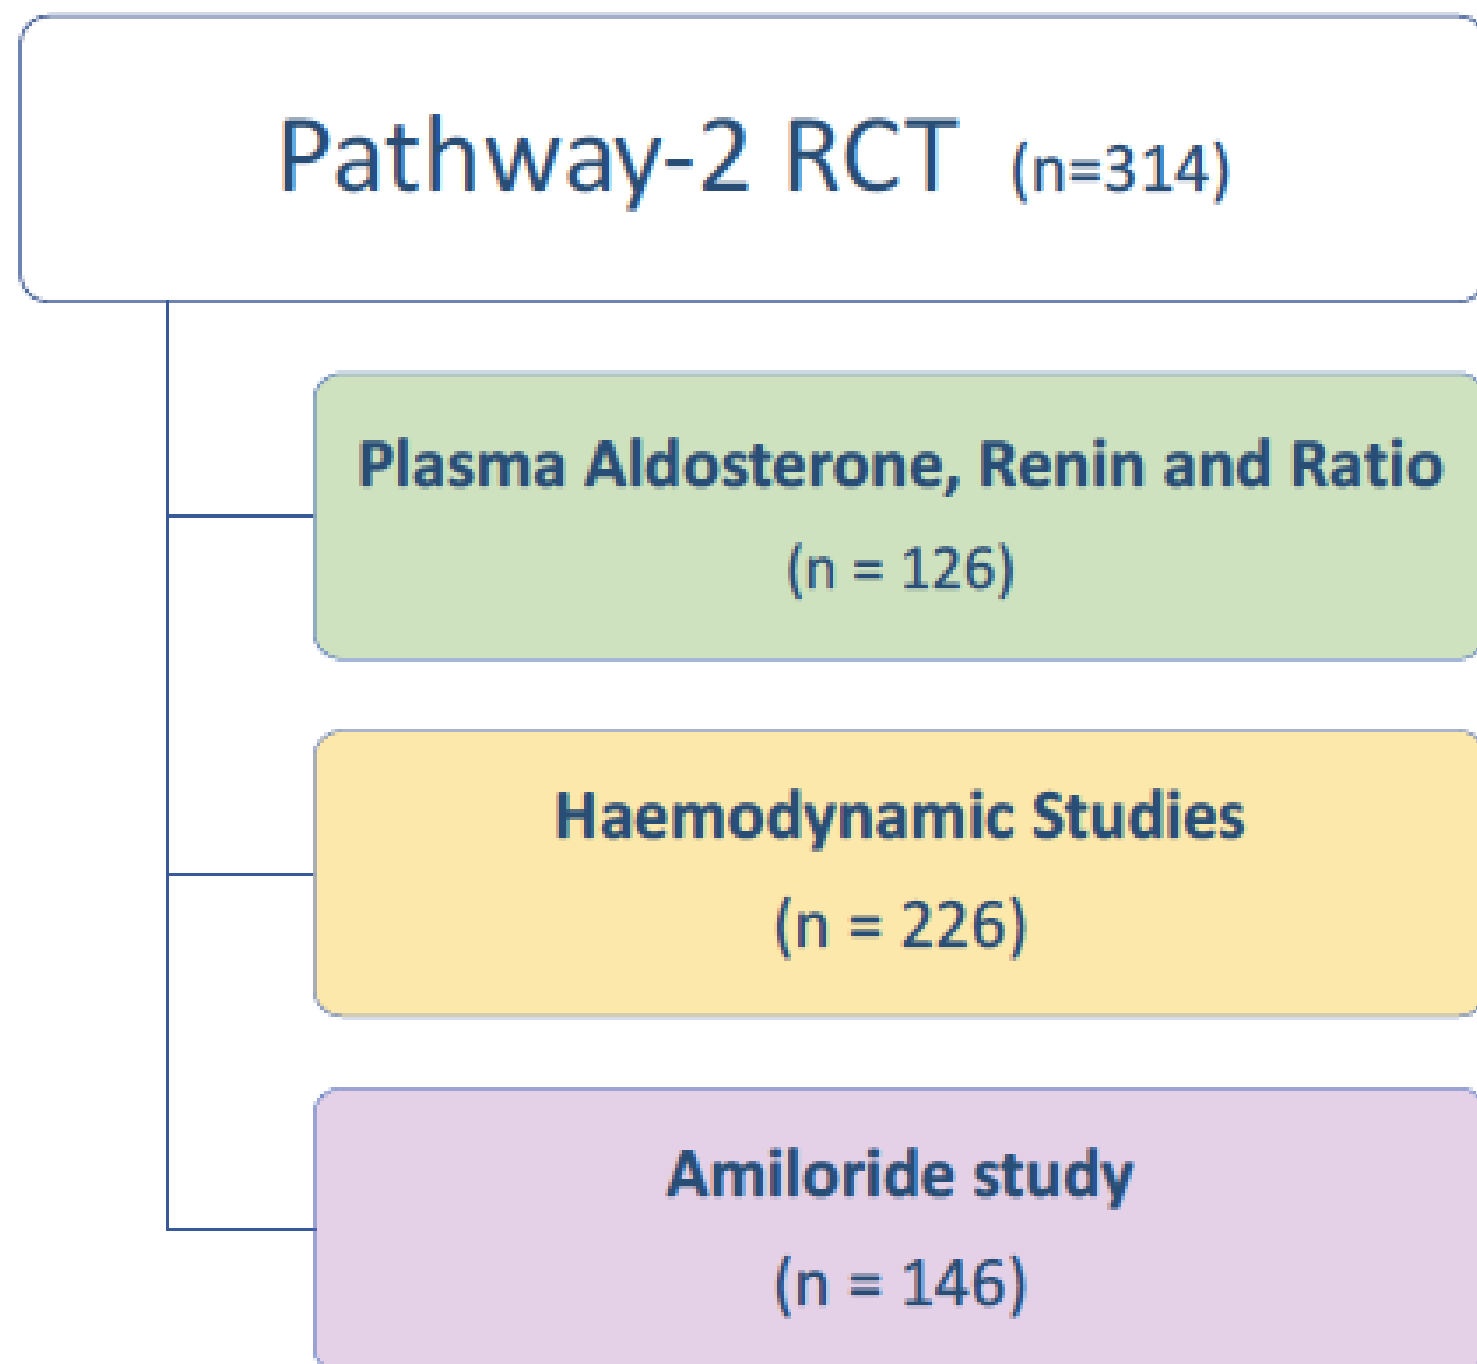 Pathway-2 RCT (n=314)
Plasma Aldosterone, Renin and Ratio
(n = 126)
Haemodynamic Studies
(n = 226)
Amiloride study
(n = 146)